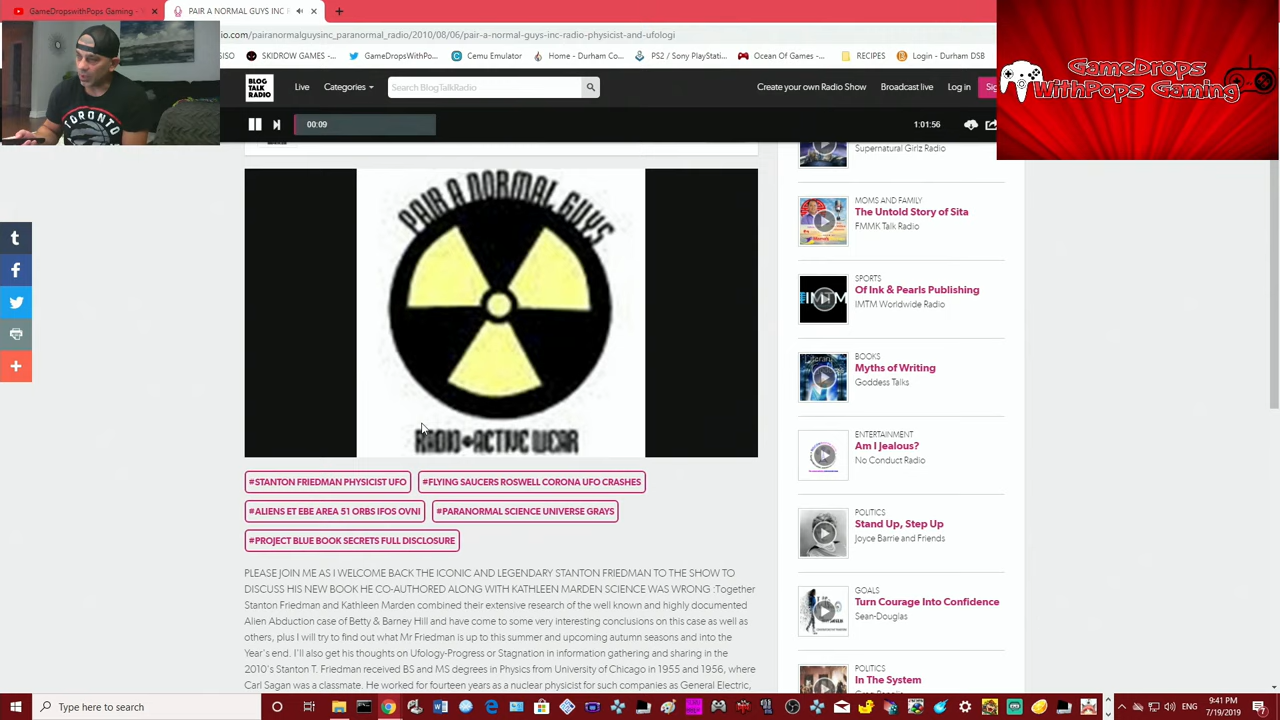 GameDropswithPops Gaming -
PAIR A NORMAL GUYS INC
io.com/pairanormalguysinc_paranormal_radio/2010/08/06/pair-a-normal-guys-inc-radio-physicist-and-ufologi
ISO
SKIDROW GAMES -...
GameDropsWithPo...
Cemu Emulator
Home - Durham Co...
PS2 / Sony PlayStati...
Ocean Of Games -...
RECIPES
Login - Durham DSB
GameDrops
WithPops Gaming
TORONTO
BLOG
TALK
RADIO
Live
Categories
Search BlogTalkRadio
Create your own Radio Show
Broadcast live
Log in
00:09
1:01:56
PAIR A NORMAL GUYS
RADIO ACTIVE WEAR
Supernatural Girlz Radio
MOMS AND FAMILY
The Untold Story of Sita
FMMK Talk Radio
SPORTS
Of Ink & Pearls Publishing
IMTM Worldwide Radio
BOOKS
Myths of Writing
Goddess Talks
ENTERTAINMENT
Am I Jealous?
No Conduct Radio
POLITICS
Stand Up, Step Up
Joyce Barrie and Friends
GOALS
Turn Courage Into Confidence
Sean-Douglas
POLITICS
In The System
#STANTON FRIEDMAN PHYSICIST UFO
#FLYING SAUCERS ROSWELL CORONA UFO CRASHES
#ALIENS ET EBE AREA 51 ORBS IFOS OVNI
#PARANORMAL SCIENCE UNIVERSE GRAYS
#PROJECT BLUE BOOK SECRETS FULL DISCLOSURE
PLEASE JOIN ME AS I WELCOME BACK THE ICONIC AND LEGENDARY STANTON FRIEDMAN TO THE SHOW TO
DISCUSS HIS NEW BOOK HE CO-AUTHORED ALONG WITH KATHLEEN MARDEN SCIENCE WAS WRONG :Together
Stanton Friedman and Kathleen Marden combined their extensive research of the well known and highly documented
Alien Abduction case of Betty & Barney Hill and have come to some very interesting conclusions on this case as well as
others, plus I will try to find out what Mr Friedman is up to this summer and upcoming autumn seasons and into the
Year's end. I'll also get his thoughts on Ufology-Progress or Stagnation in information gathering and sharing in the
2010's Stanton T. Friedman received BS and MS degrees in Physics from University of Chicago in 1955 and 1956, where
Carl Sagan was a classmate. He worked for fourteen years as a nuclear physicist for such companies as General Electric,
Type here to search
ENG
9:41 PM
7/19/2019